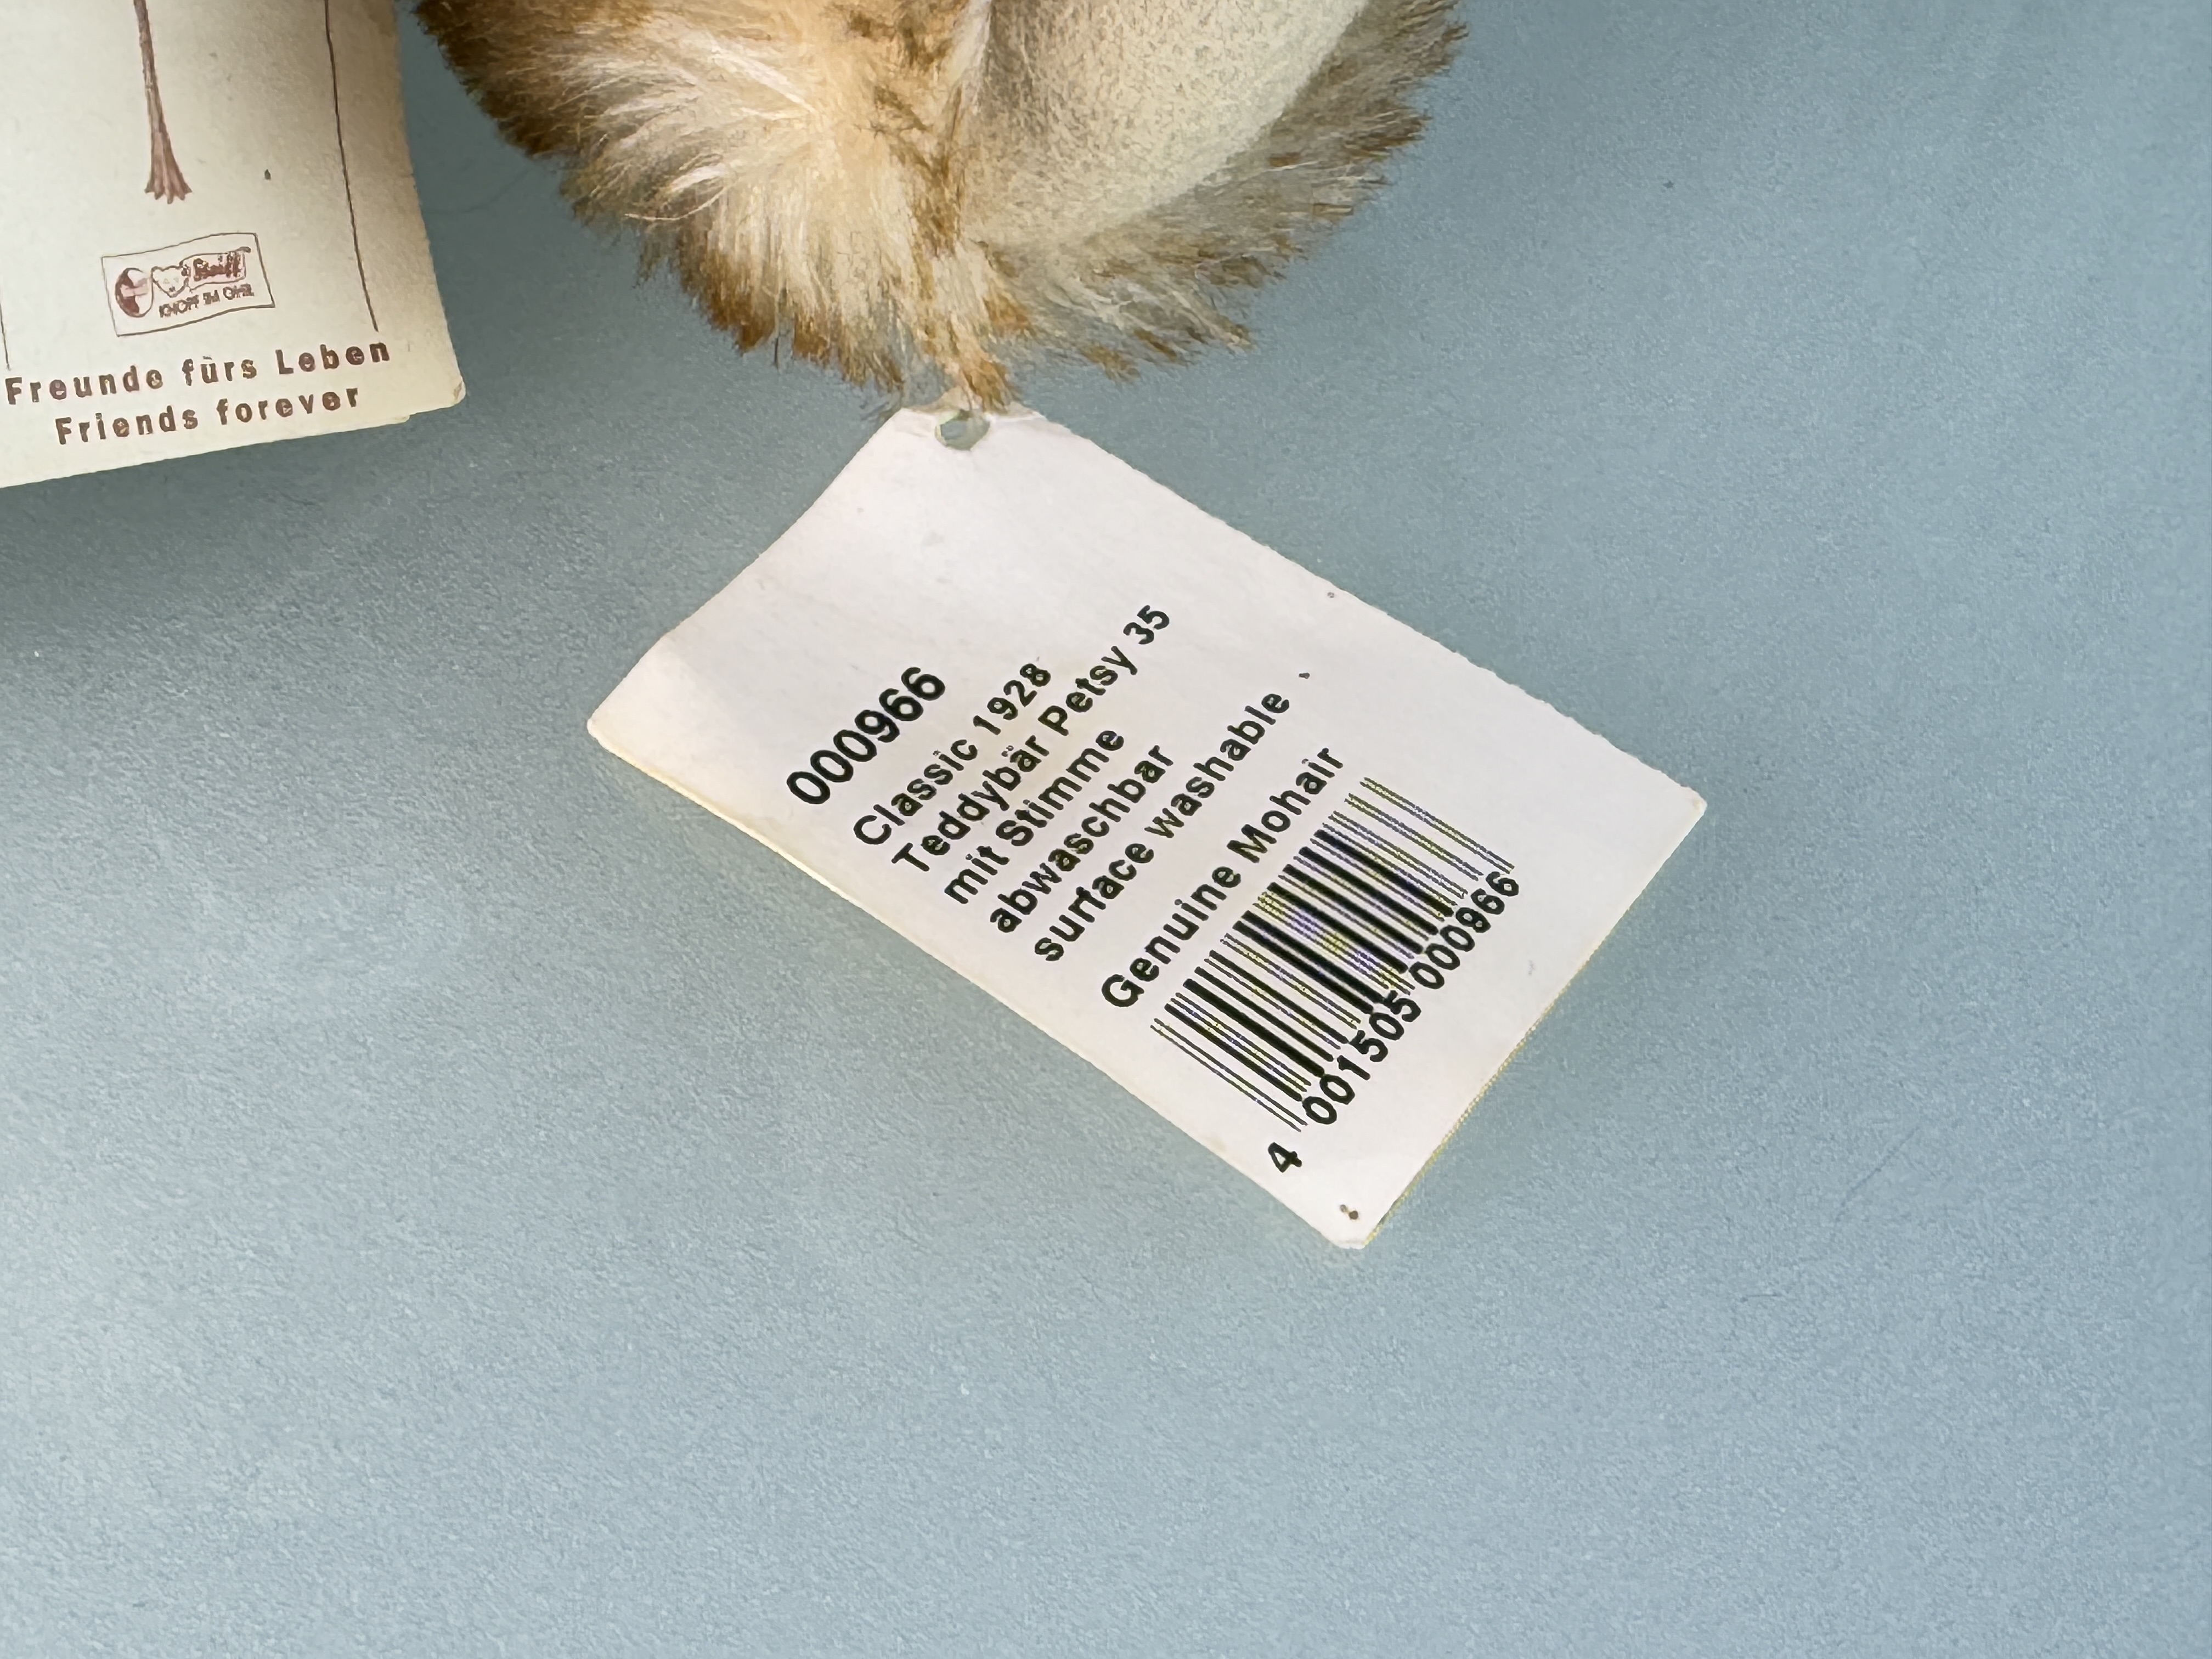 Steiff
KNOPF IM OHR
Freunde fürs Leben
Friends forever
000966
Classic 1928
Teddybär Petsy 35
mit Stimme
abwaschbar
surface washable
Genuine Mohair
4 001505 000966